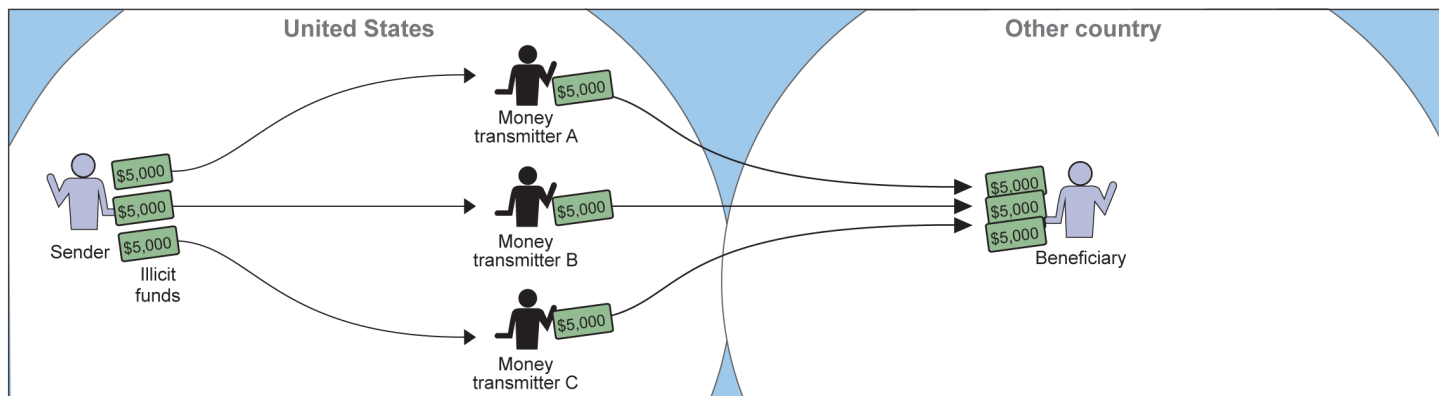 United States
Other country
$5,000
Money
transmitter A
$5,000
$5,000
$5,000
Sender
Illicit
funds
$5,000
Money
transmitter B
$5,000
Money
transmitter C
$5,000
$5,000
$5,000
Beneficiary